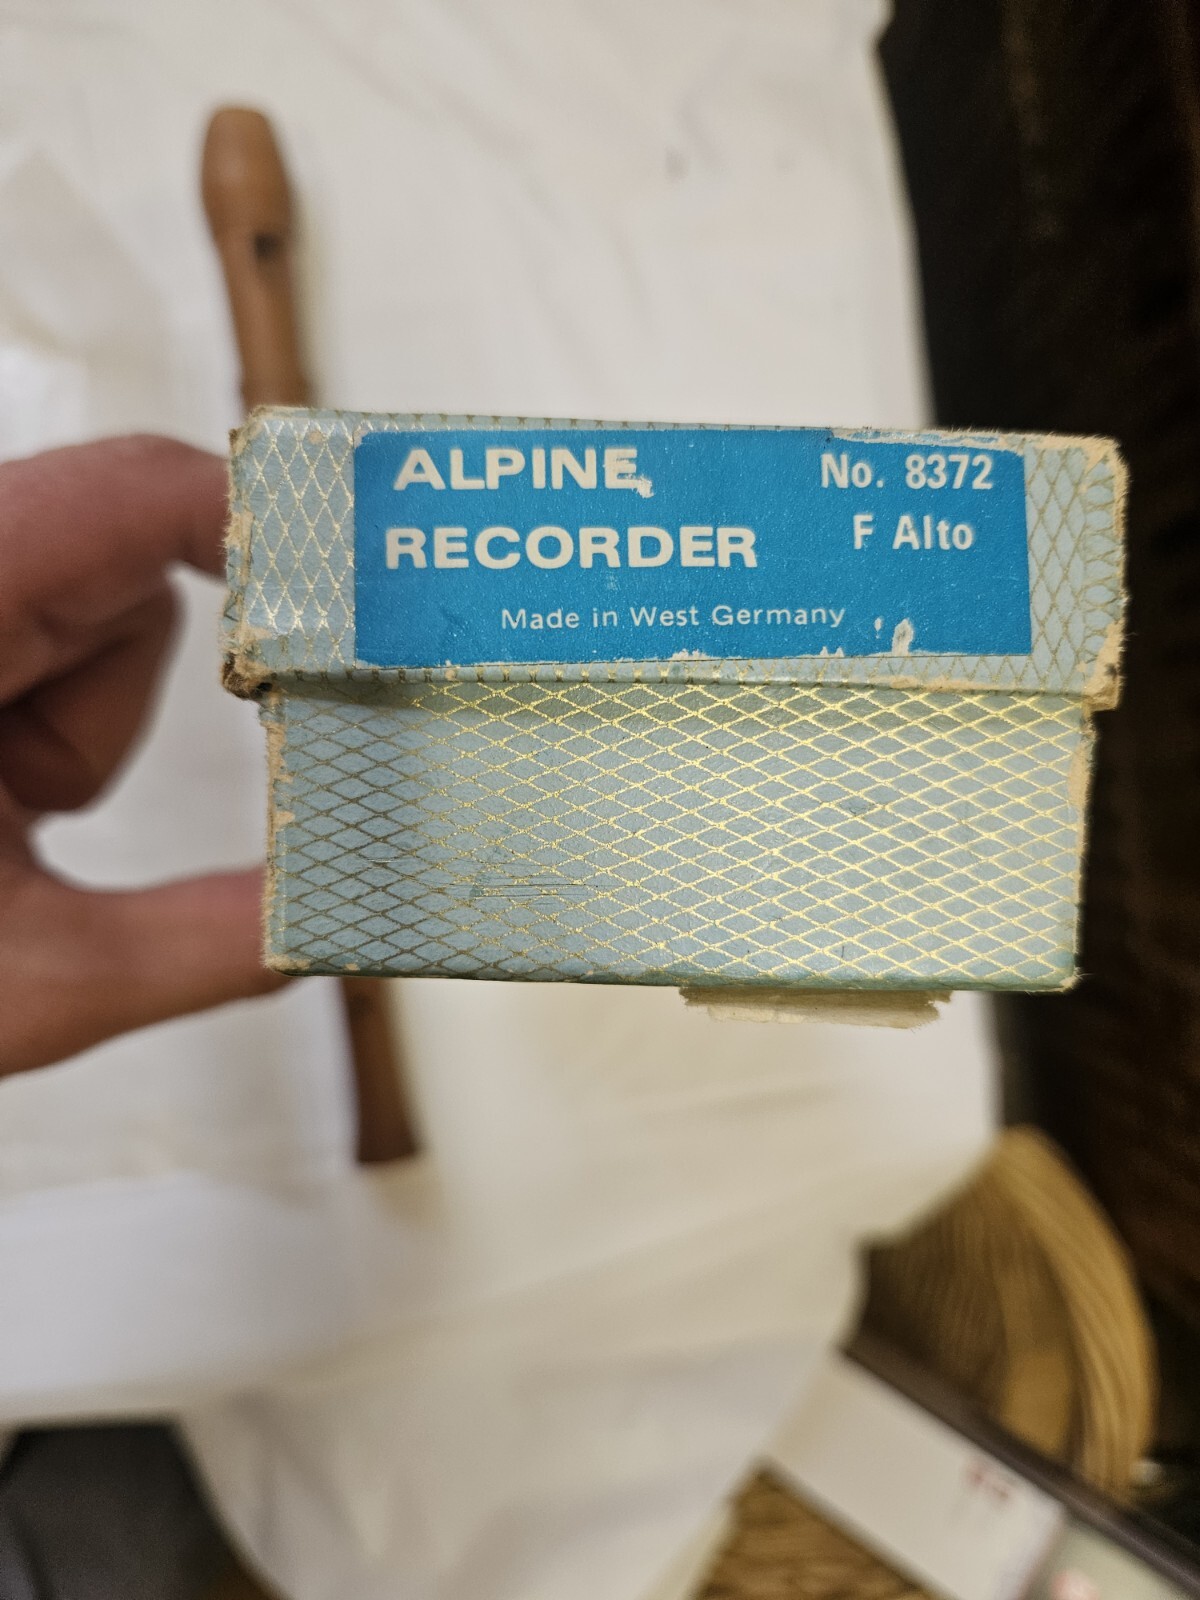 ALPINE No. 8372
RECORDER F Alto
Made in West Germany